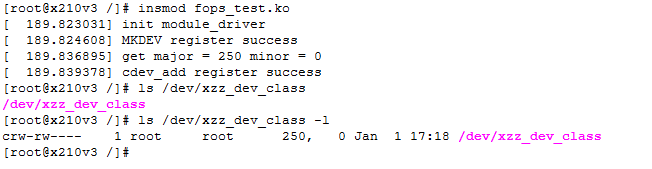 [root@x210v3 /]# insmod fops_test.ko
[  189.823031] init module_driver
[  189.824608] MKDEV register success
[  189.836895] get major = 250 minor = 0
[  189.839378] cdev_add register success
[root@x210v3 /]# ls /dev/xzz_dev_class
/dev/xzz_dev_class
[root@x210v3 /]# ls /dev/xzz_dev_class -l
crw-rw----    1 root     root      250,   0 Jan  1 17:18 /dev/xzz_dev_class
[root@x210v3 /]#